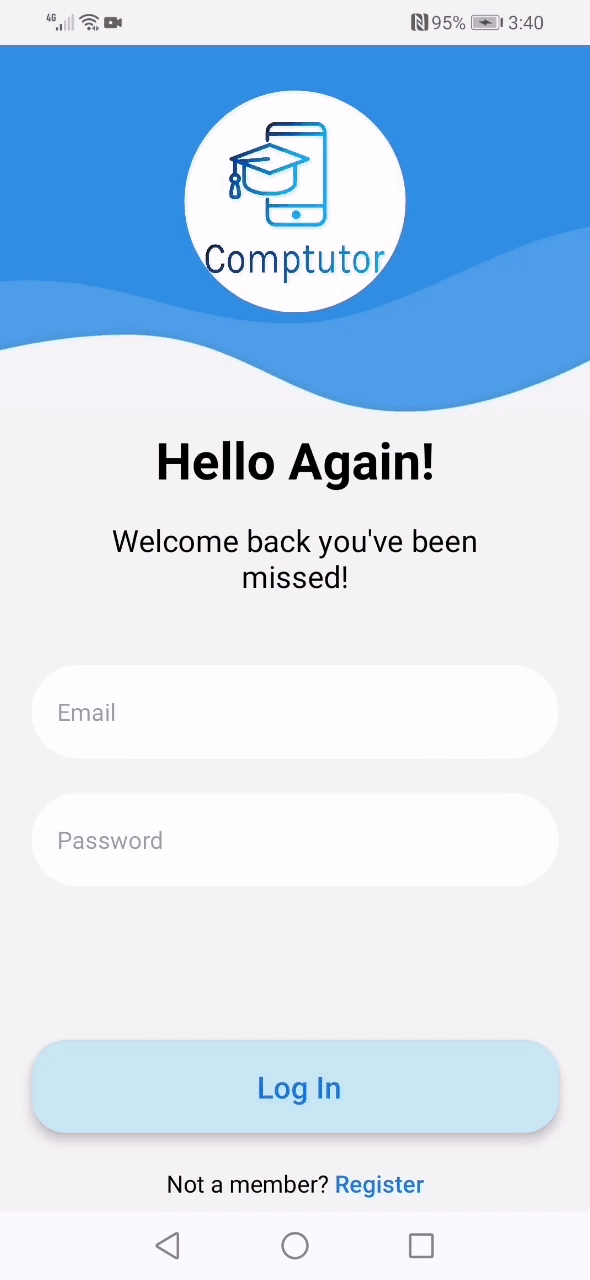 4G 95% 3:40
Comptutor
Hello Again!
Welcome back you've been
missed!
Email
Password
Log In
Not a member? Register